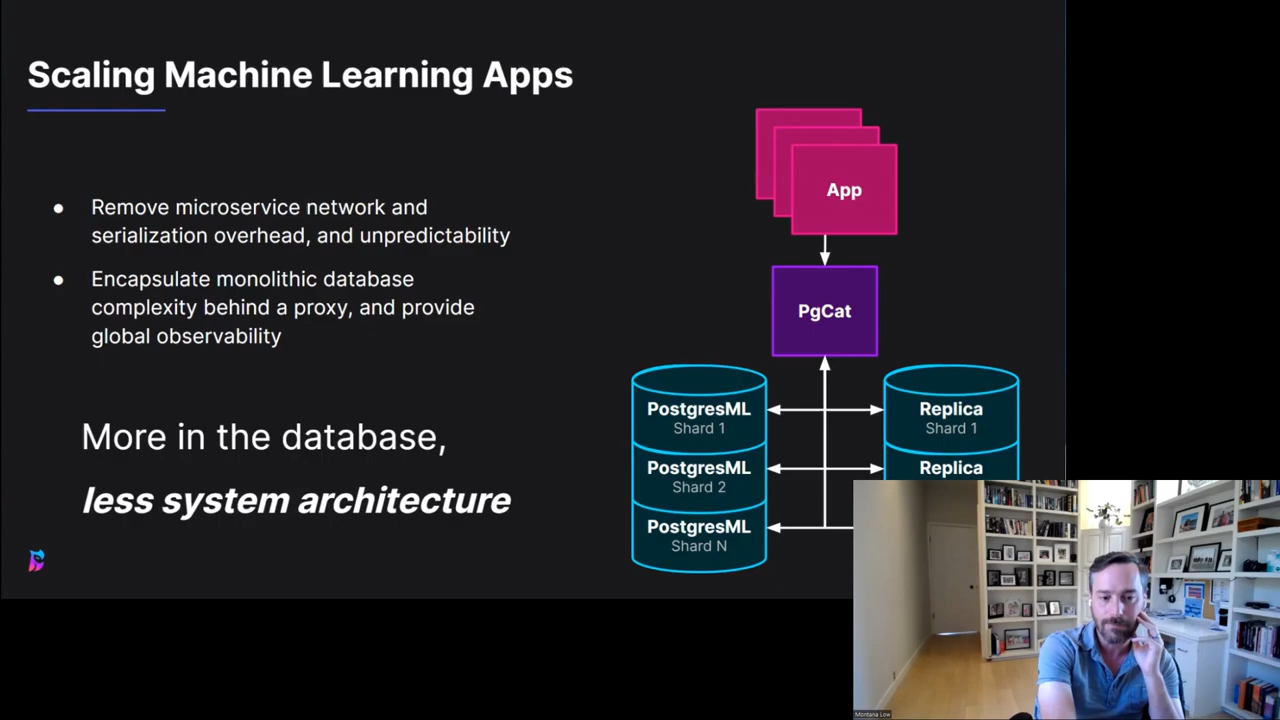 Scaling Machine Learning Apps
● Remove microservice network and
serialization overhead, and unpredictability
● Encapsulate monolithic database
complexity behind a proxy, and provide
global observability
More in the database,
less system architecture
App
PgCat
PostgresML
Shard 1
PostgresML
Shard 2
PostgresML
Shard N
Replica
Shard 1
Replica
Montana Low